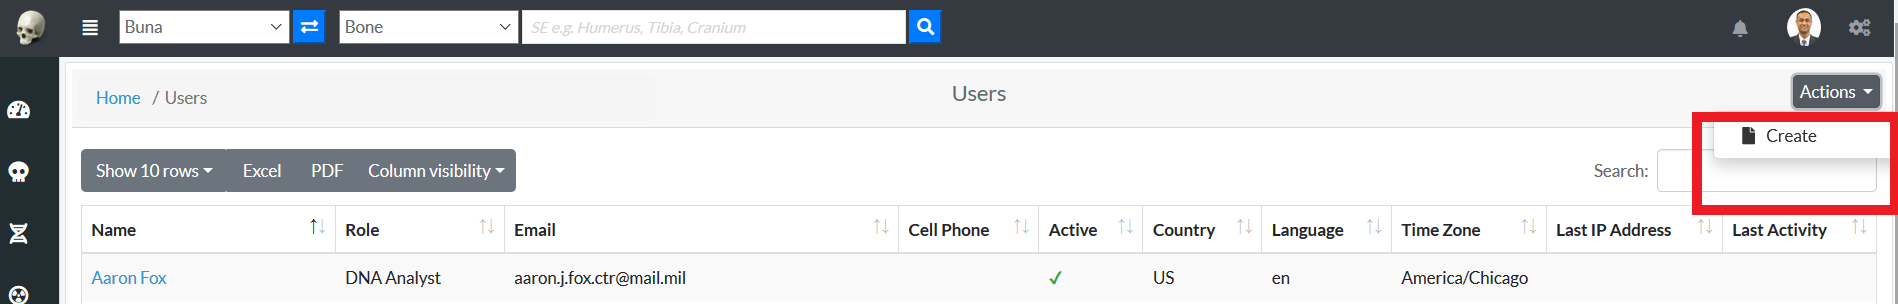 Buna Bone SE e.g. Humerus, Tibia, Cranium
Home / Users Users Actions
Create
Show 10 rows Excel PDF Column visibility Search:
Name Role Email Cell Phone Active Country Language Time Zone Last IP Address Last Activity
Aaron Fox DNA Analyst aaron.j.fox.ctr@mail.mil US en America/Chicago